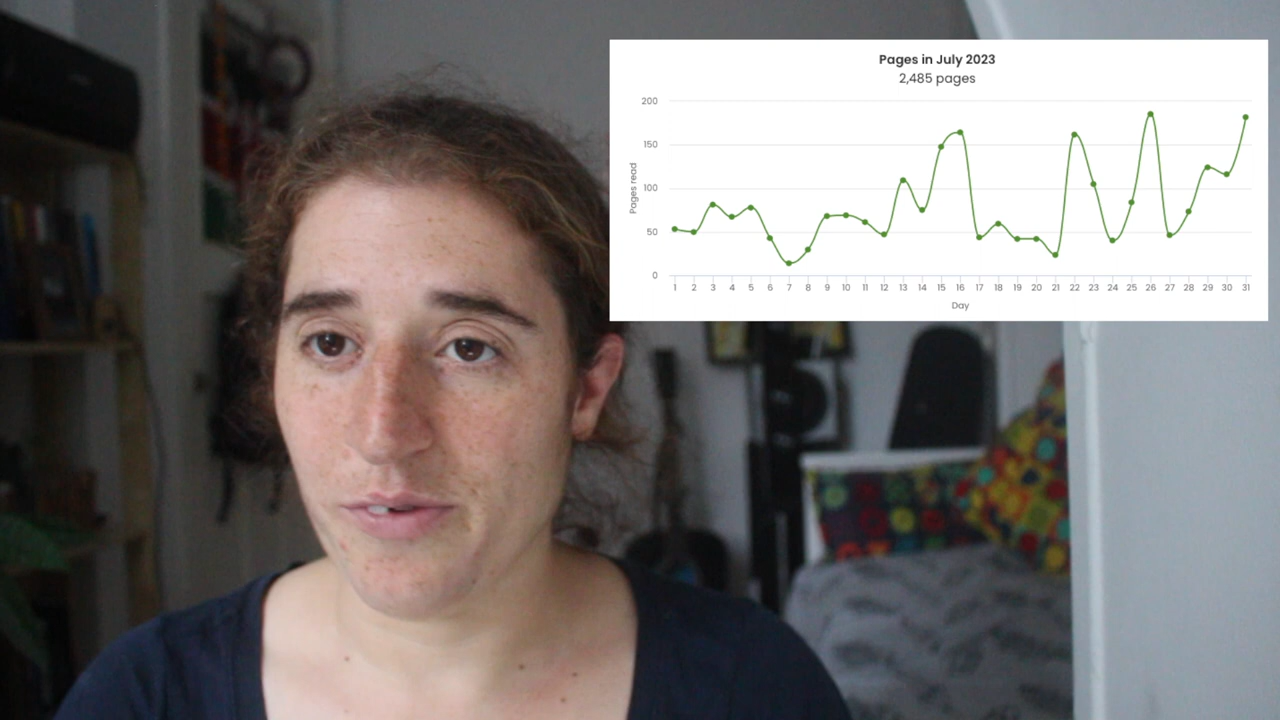 Pages in July 2023
2,485 pages
200
150
100
50
0
Pages read
1 2 3 4 5 6 7 8 9 10 11 12 13 14 15 16 17 18 19 20 21 22 23 24 25 26 27 28 29 30 31
Day